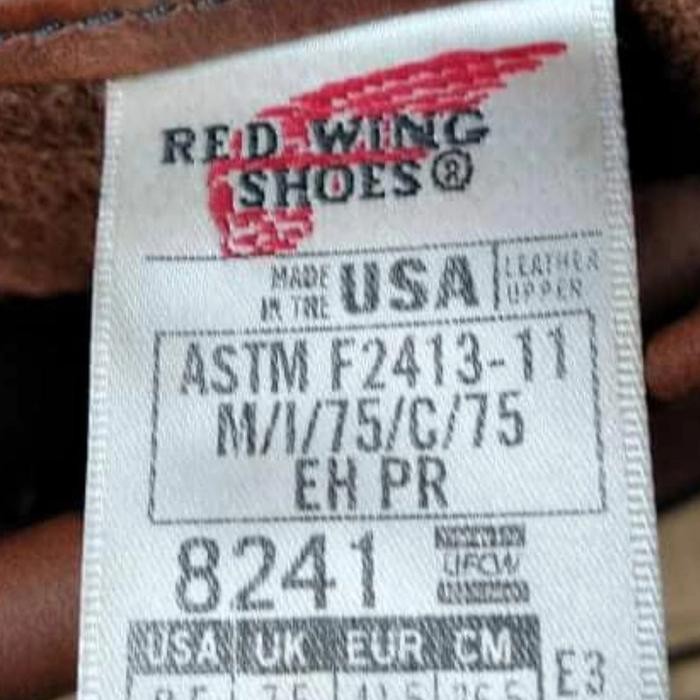 RED WING
SHOES®
MADE IN THE USA LEATHER UPPER
ASTM F2413-11
M/I/75/C/75
EH PR
8241 UFCW
USA UK EUR CM E3